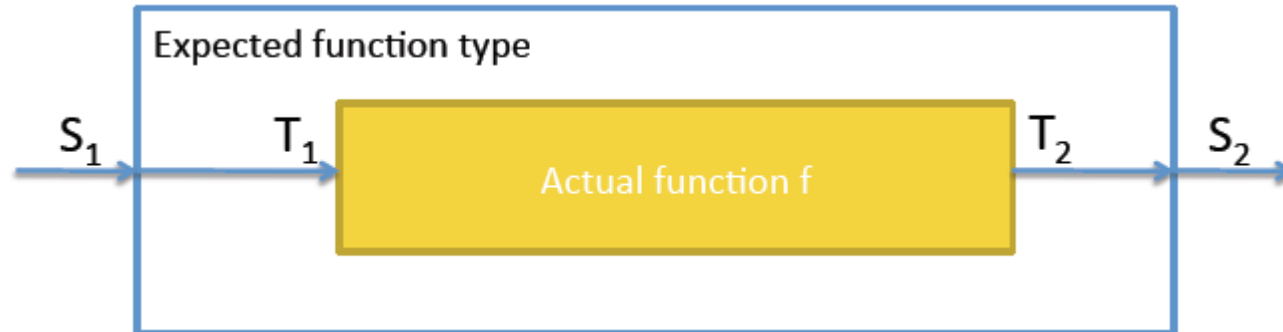 Expected function type
S₁
T₁
Actual function f
T₂
S₂